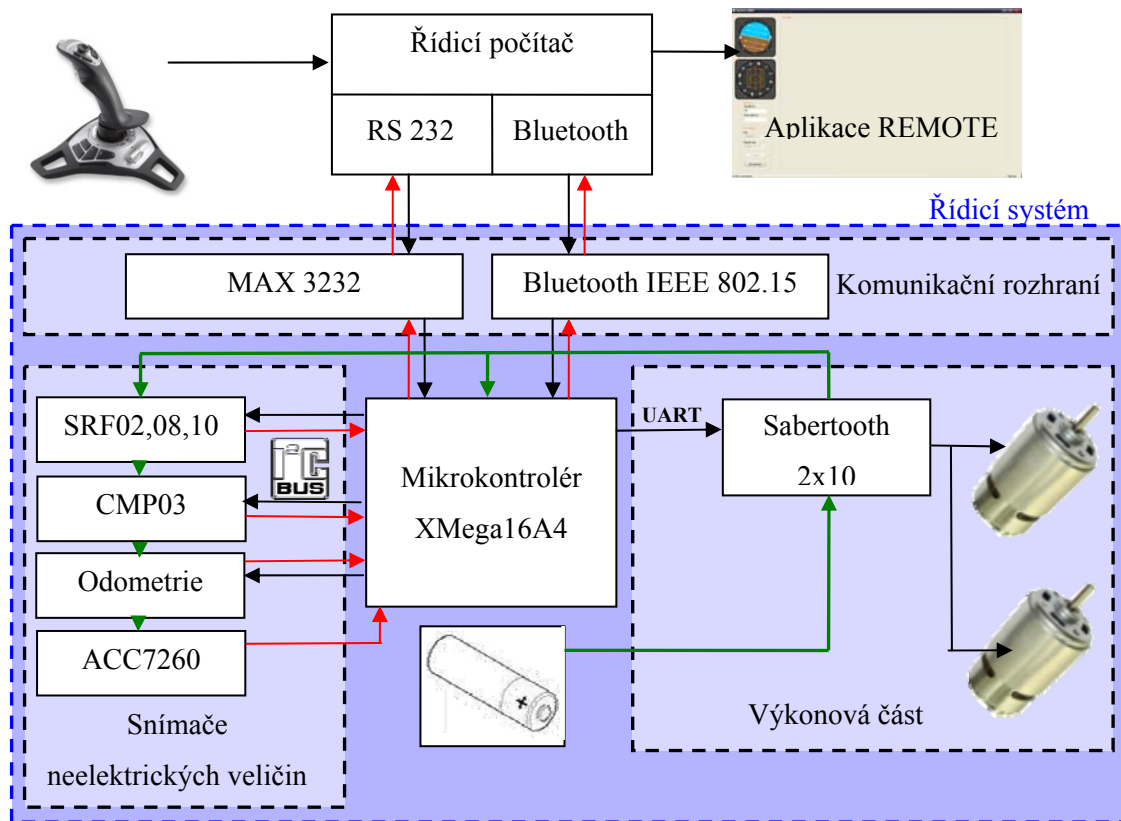 Řídicí počítač
RS 232
Bluetooth
Aplikace REMOTE
Řídicí systém
MAX 3232
Bluetooth IEEE 802.15
Komunikační rozhraní
SRF02,08,10
I²C
BUS
CMP03
Odometrie
ACC7260
Mikrokontrolér
XMega16A4
UART
Sabertooth
2x10
+
Snímače
neelektrických veličin
Výkonová část